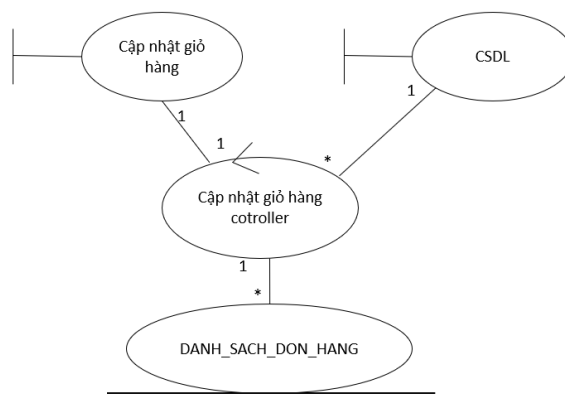 Cập nhật giỏ
hàng
CSDL
1
1
1
*
Cập nhật giỏ hàng
cotroller
1
*
DANH_SACH_DON_HANG